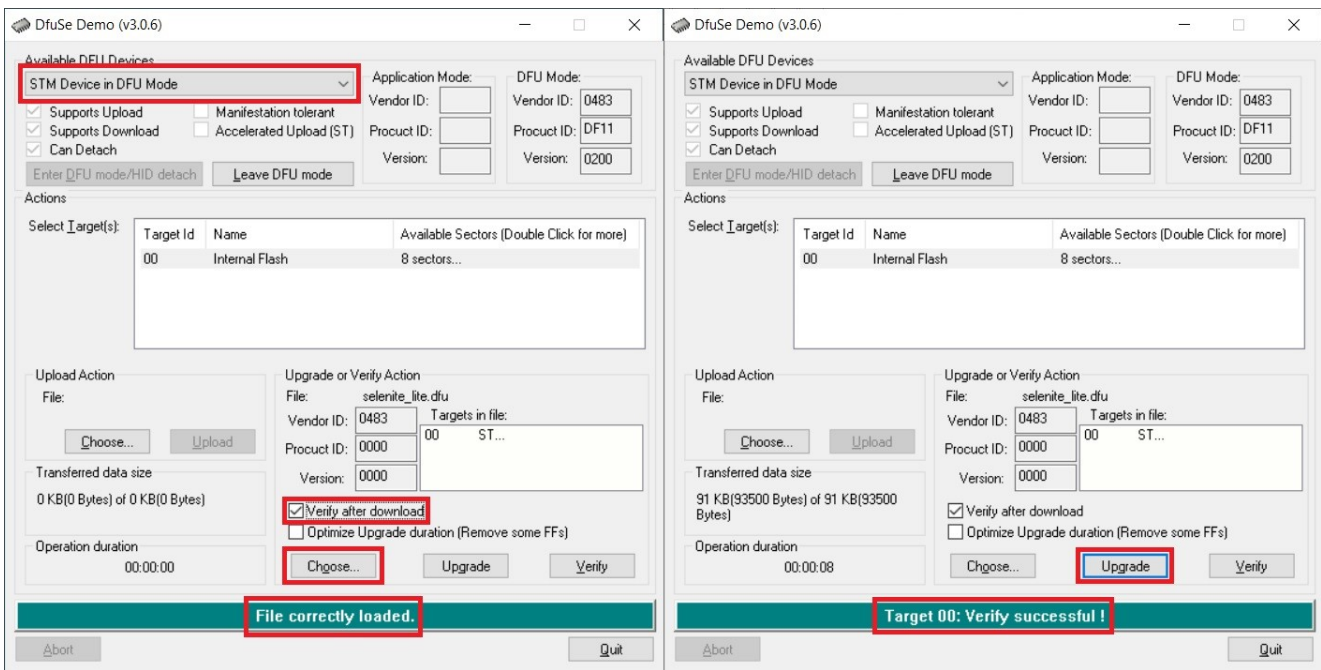 DfuSe Demo (v3.0.6)
Available DFU Devices
STM Device in DFU Mode
Supports Upload
Manifestation tolerant
Supports Download
Accelerated Upload (ST)
Can Detach
Enter DFU mode/HID detach
Leave DFU mode
Application Mode:
Vendor ID:
Procuct ID:
Version:
DFU Mode:
Vendor ID: 0483
Procuct ID: DF11
Version: 0200
Actions
Select Target(s):
Target Id Name Available Sectors (Double Click for more)
00 Internal Flash 8 sectors...
Upload Action
File:
Choose... Upload
Transferred data size
0 KB(0 Bytes) of 0 KB(0 Bytes)
Operation duration
00:00:00
Upgrade or Verify Action
File: selenite_lite.dfu
Vendor ID: 0483
Procuct ID: 0000
Version: 0000
Targets in file:
00 ST...
Verify after download
Optimize Upgrade duration (Remove some FFs)
Choose... Upgrade Verify
File correctly loaded.
Abort Quit
DfuSe Demo (v3.0.6)
Available DFU Devices
STM Device in DFU Mode
Supports Upload
Manifestation tolerant
Supports Download
Accelerated Upload (ST)
Can Detach
Enter DFU mode/HID detach
Leave DFU mode
Application Mode:
Vendor ID:
Procuct ID:
Version:
DFU Mode:
Vendor ID: 0483
Procuct ID: DF11
Version: 0200
Actions
Select Target(s):
Target Id Name Available Sectors (Double Click for more)
00 Internal Flash 8 sectors...
Upload Action
File:
Choose... Upload
Transferred data size
91 KB(93500 Bytes) of 91 KB(93500
Bytes)
Operation duration
00:00:08
Upgrade or Verify Action
File: selenite_lite.dfu
Vendor ID: 0483
Procuct ID: 0000
Version: 0000
Targets in file:
00 ST...
Verify after download
Optimize Upgrade duration (Remove some FFs)
Choose... Upgrade Verify
Target 00: Verify successful !
Abort Quit